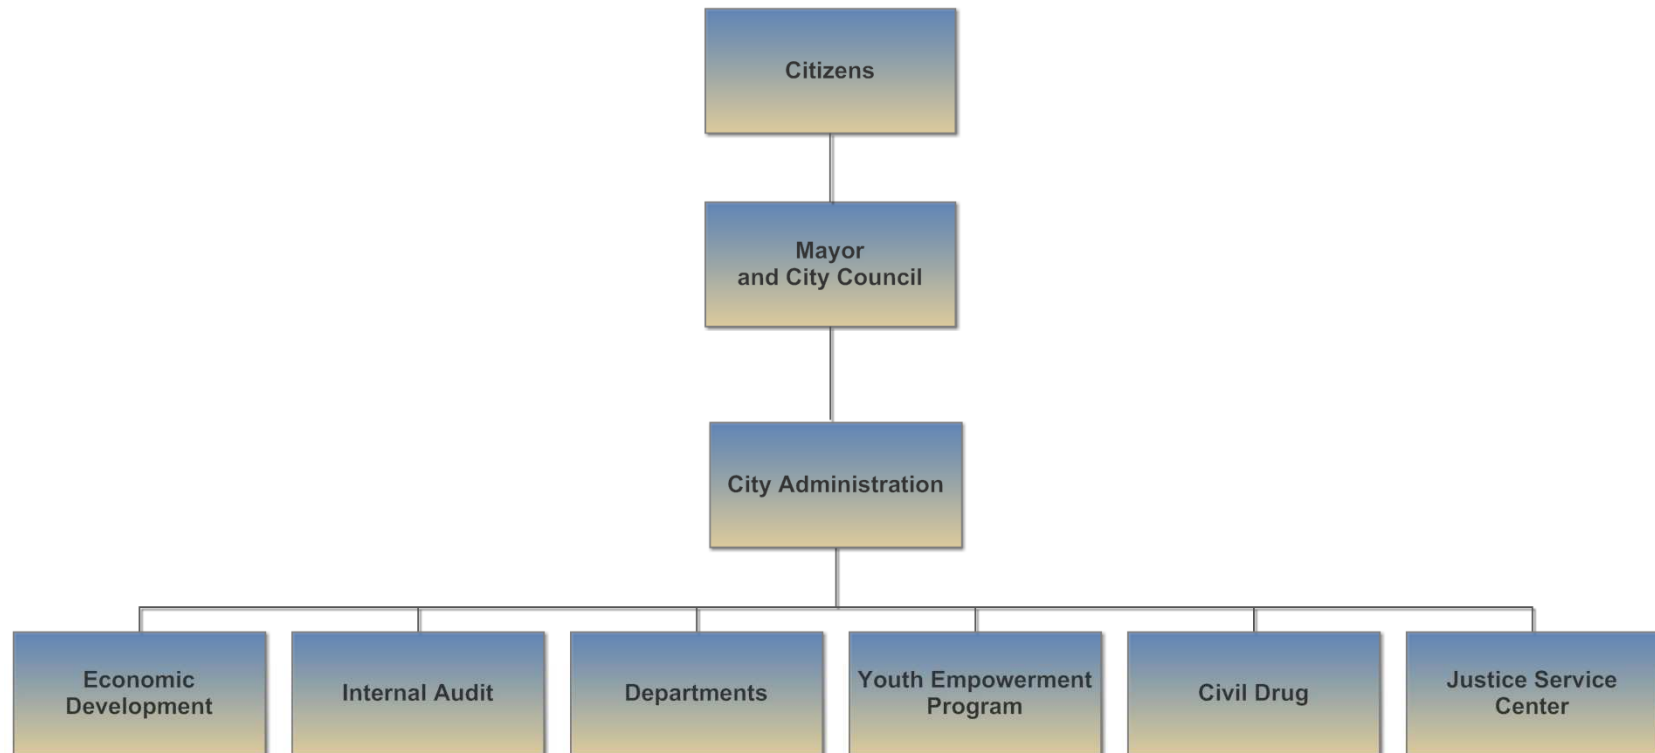 Citizens
Mayor
and City Council
City Administration
Economic
Development
Internal Audit
Departments
Youth Empowerment
Program
Civil Drug
Justice Service
Center